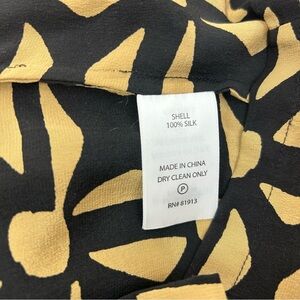 SHELL
100% SILK
MADE IN CHINA
DRY CLEAN ONLY
P
RN# 81913